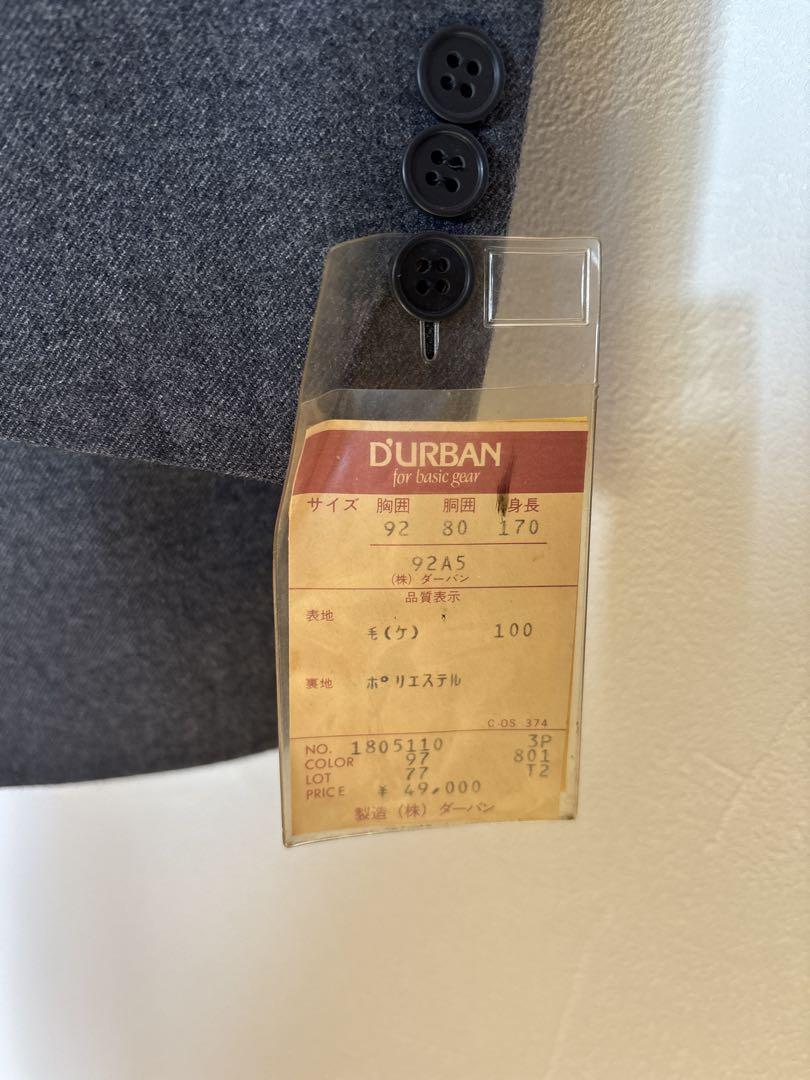 D'URBAN
for basic gear
サイズ 胸囲 胴囲 身長
92 80 170
92A5
(株) ダーバン
品質表示
表地
毛(ケ) 100
裏地 ポリエステル
C-OS 374
NO. 1805110 3P
COLOR 97 801
LOT 77 T2
PRICE ¥ 49,000
製造 (株) ダーバン